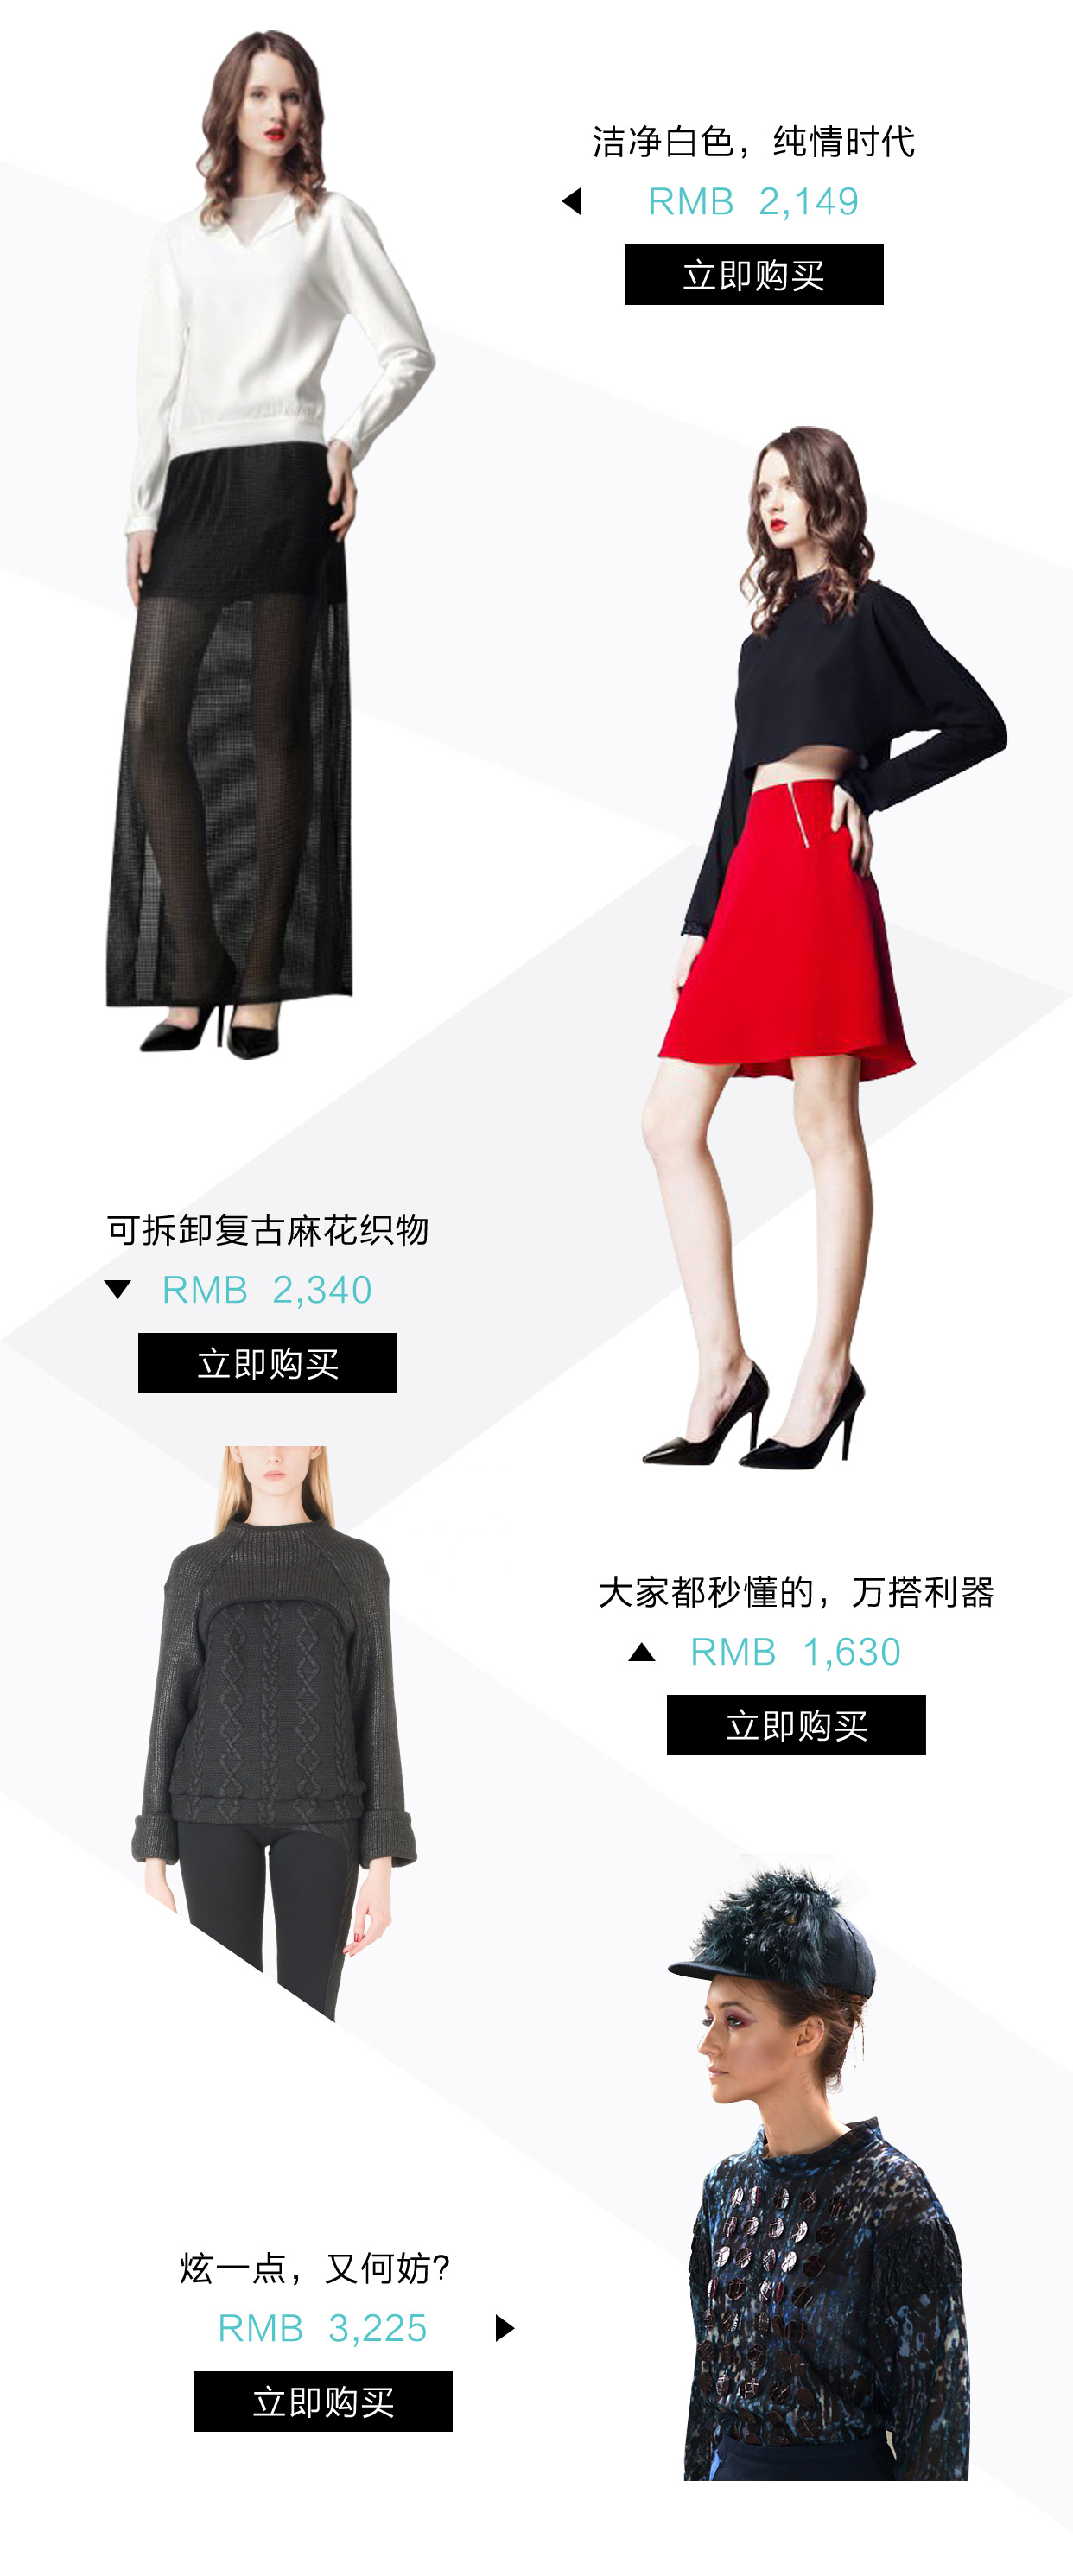 洁净白色，纯情时代
RMB 2,149
立即购买
可拆卸复古麻花织物
RMB 2,340
立即购买
大家都秒懂的，万搭利器
RMB 1,630
立即购买
炫一点，又何妨?
RMB 3,225
立即购买